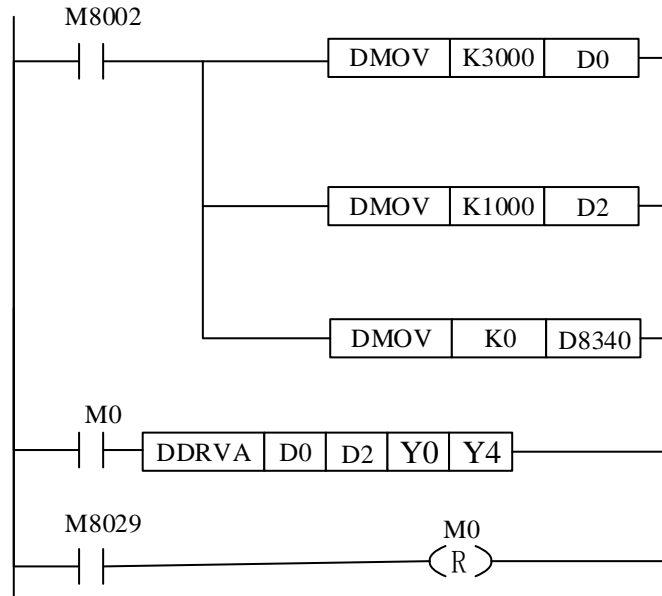 M8002
DMOV K3000 D0
DMOV K1000 D2
DMOV K0 D8340
M0
DDRVA D0 D2 Y0 Y4
M8029
M0
R